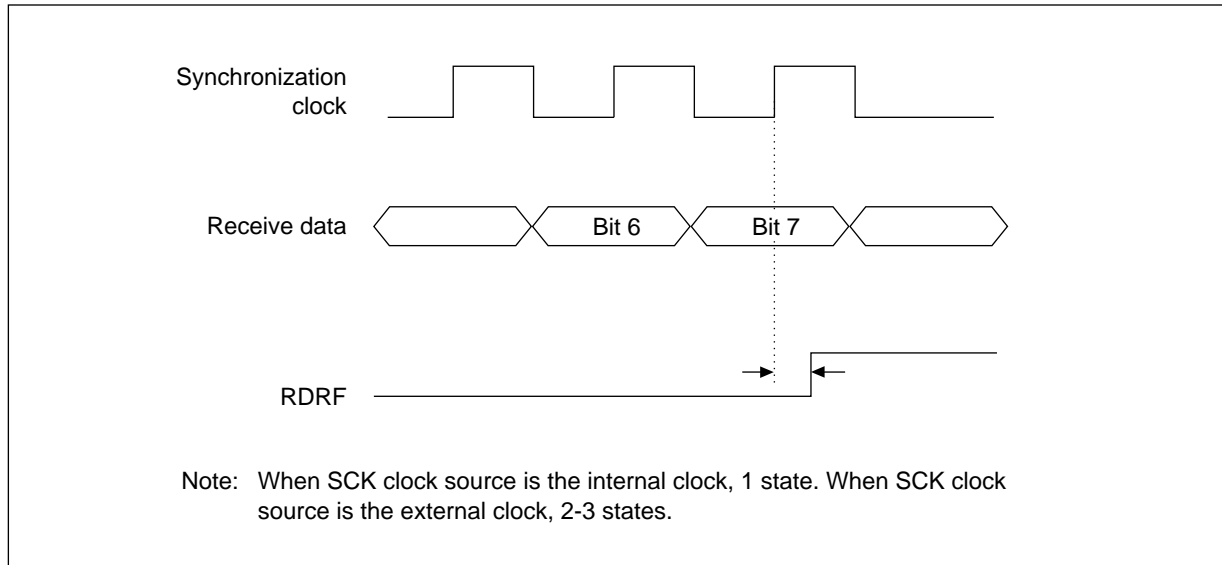 Synchronization
clock
Receive data
Bit 6
Bit 7
RDRF
Note: When SCK clock source is the internal clock, 1 state. When SCK clock
source is the external clock, 2-3 states.